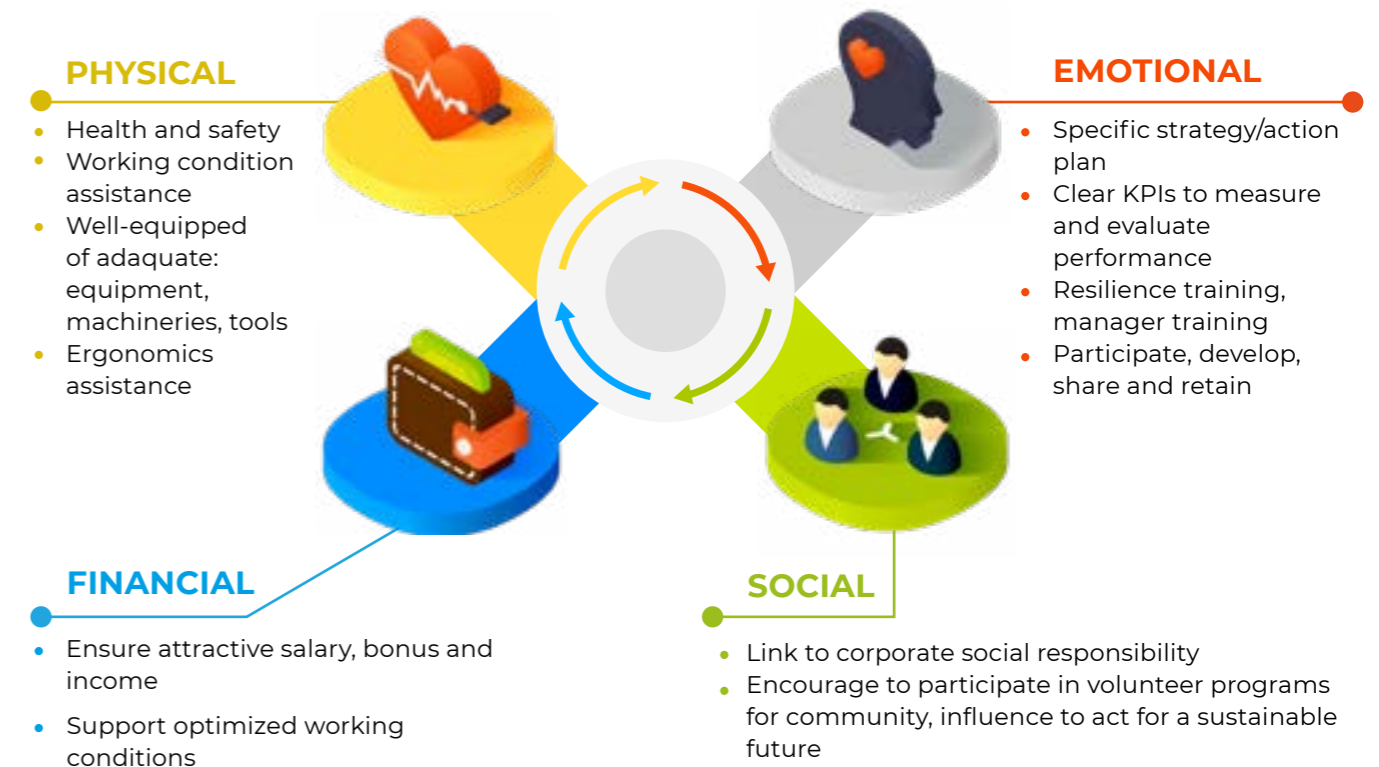 PHYSICAL
Health and safety
Working condition
assistance
Well-equipped
of adaquate:
equipment,
machineries, tools
Ergonomics
assistance
EMOTIONAL
Specific strategy/action
plan
Clear KPIs to measure
and evaluate
performance
Resilience training,
manager training
Participate, develop,
share and retain
FINANCIAL
Ensure attractive salary, bonus and
income
Support optimized working
conditions
SOCIAL
Link to corporate social responsibility
Encourage to participate in volunteer programs
for community, influence to act for a sustainable
future